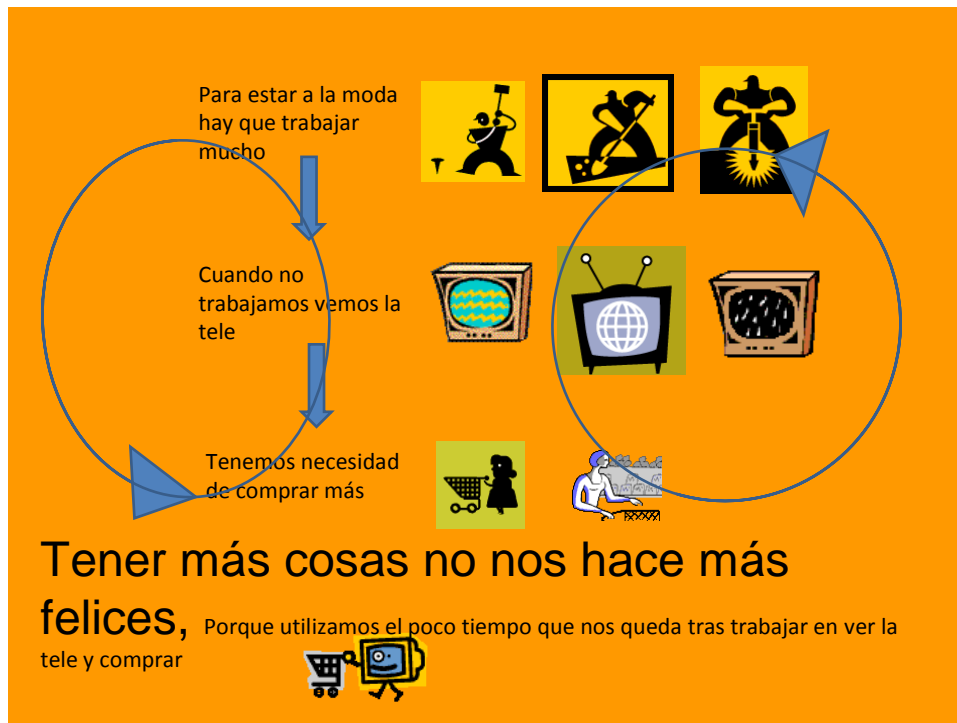 Para estar a la moda
hay que trabajar
mucho
Cuando no
trabajamos vemos la
tele
Tenemos necesidad
de comprar más
Tener más cosas no nos hace más
felices, Porque utilizamos el poco tiempo que nos queda tras trabajar en ver la
tele y comprar